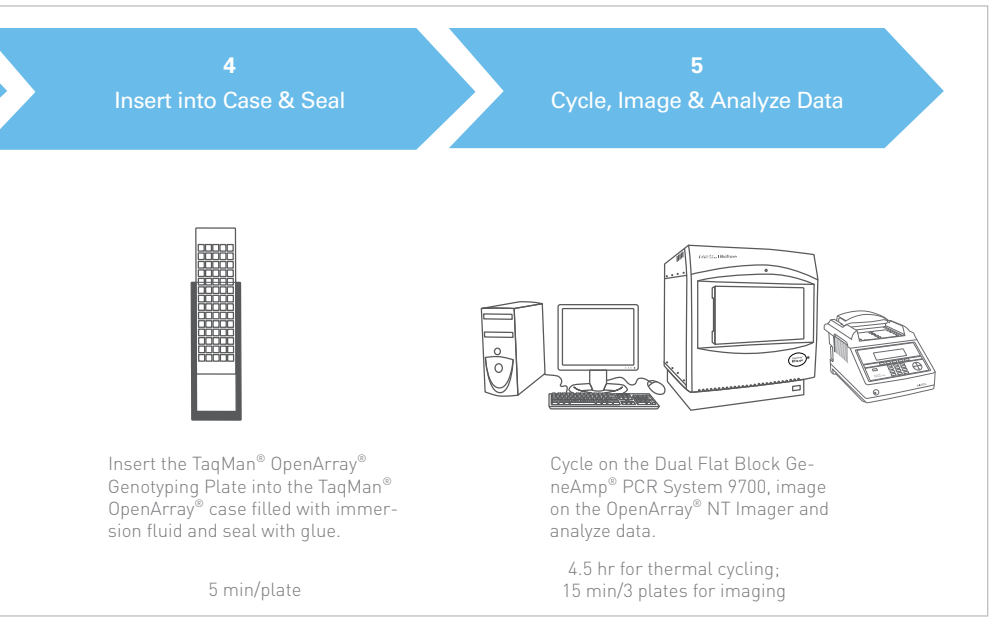 4
Insert into Case & Seal
5
Cycle, Image & Analyze Data
Insert the TaqMan® OpenArray®
Genotyping Plate into the TaqMan®
OpenArray® case filled with immer-
sion fluid and seal with glue.
5 min/plate
Cycle on the Dual Flat Block Ge-
neAmp® PCR System 9700, image
on the OpenArray® NT Imager and
analyze data.
4.5 hr for thermal cycling;
15 min/3 plates for imaging